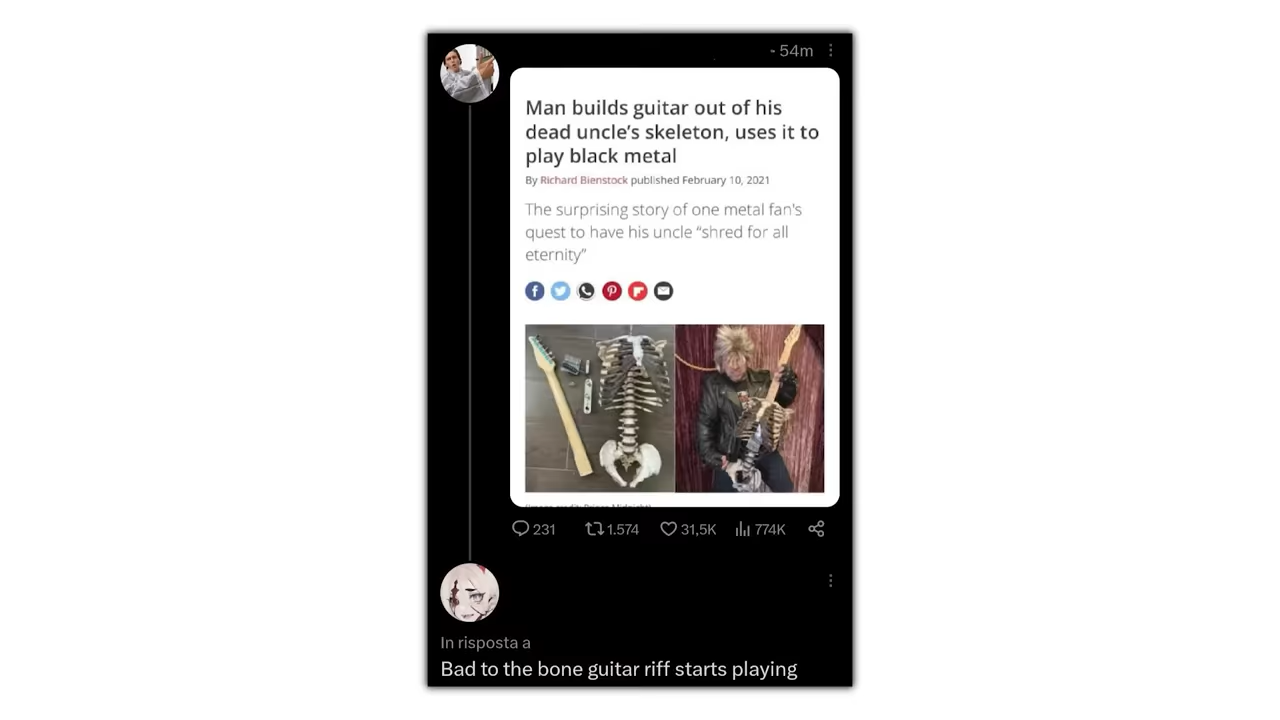 - 54m
Man builds guitar out of his
dead uncle's skeleton, uses it to
play black metal
By Richard Bienstock published February 10, 2021
The surprising story of one metal fan's
quest to have his uncle “shred for all
eternity”
231 1.574 31,5K 774K
In risposta a
Bad to the bone guitar riff starts playing